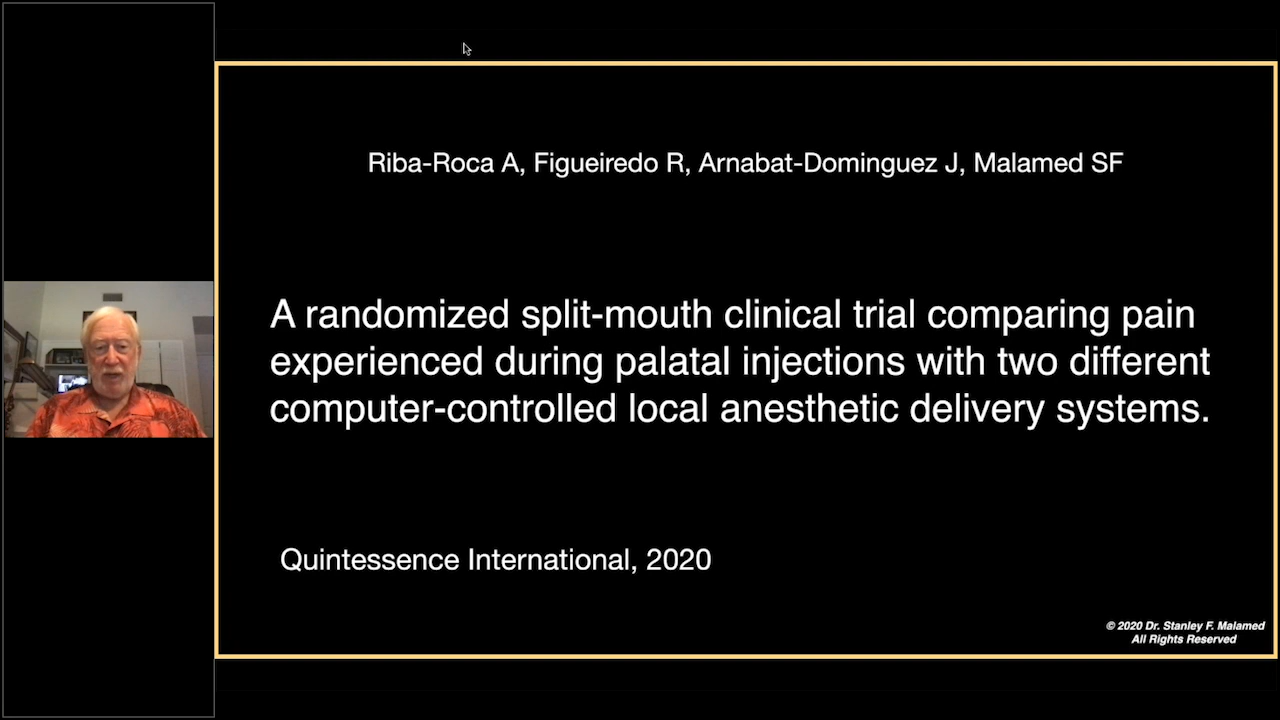 Riba-Roca A, Figueiredo R, Arnabat-Dominguez J, Malamed SF
A randomized split-mouth clinical trial comparing pain
experienced during palatal injections with two different
computer-controlled local anesthetic delivery systems.
Quintessence International, 2020
© 2020 Dr. Stanley F. Malamed
All Rights Reserved